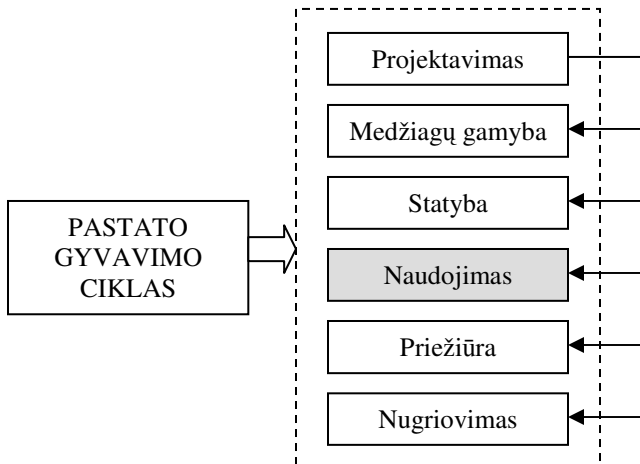 Projektavimas
Medžiagų gamyba
Statyba
PASTATO
GYVAVIMO
CIKLAS
Naudojimas
Priežiūra
Nugriovimas